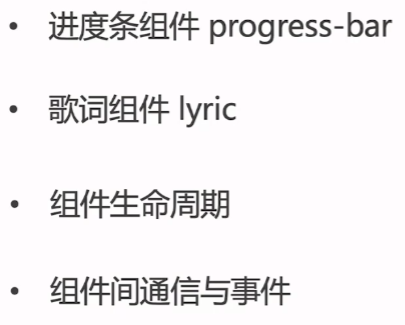 • 进度条组件 progress-bar
• 歌词组件 lyric
• 组件生命周期
• 组件间通信与事件